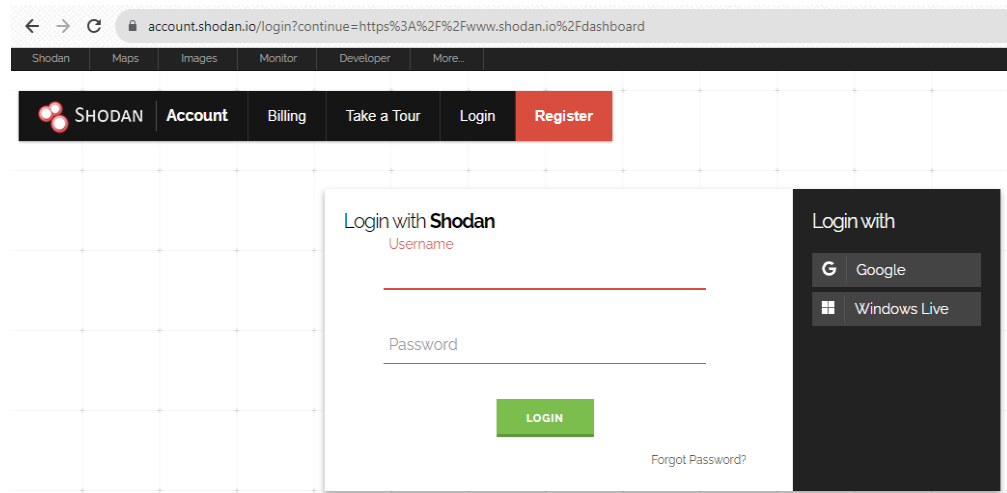 account.shodan.io/login?continue=https%3A%2F%2Fwww.shodan.io%2Fdashboard
Shodan Maps Images Monitor Developer More...
SHODAN Account Billing Take a Tour Login Register
Login with Shodan
Username
Password
LOGIN
Forgot Password?
Login with
Google
Windows Live